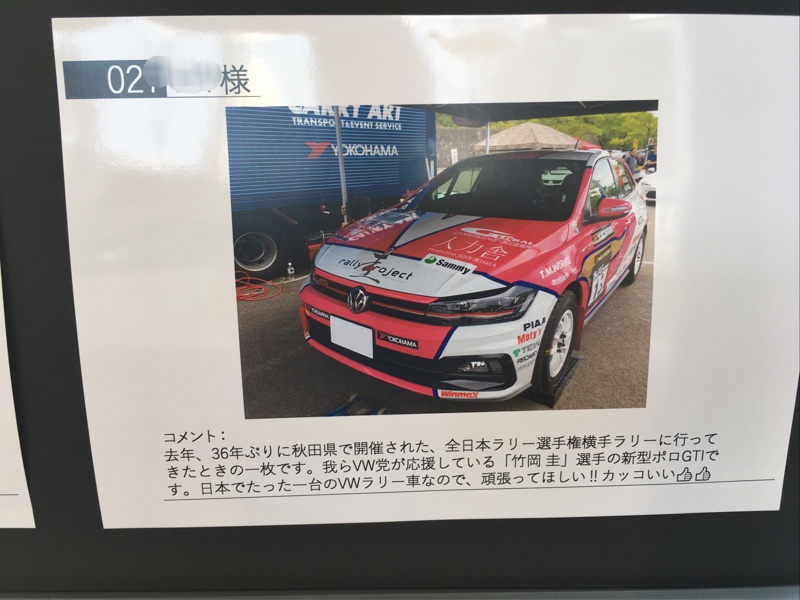 02
様
CARRY ART
TRANSPORT&EVENT SERVICE
YOKOHAMA
GLOBAL
人力舎
Sammy
rally project
T.M.WORKS
YOKOHAMA
YOKOHAMA
PIAA
Moty's
TEIN
RECARO
WinmaX
コメント：
去年、36年ぶりに秋田県で開催された、全日本ラリー選手権横手ラリーに行って
きたときの一枚です。我らVW党が応援している「竹岡 圭」選手の新型ポロGTIで
す。日本でたった一台のVWラリー車なので、頑張ってほしい!!カッコいい👍👍